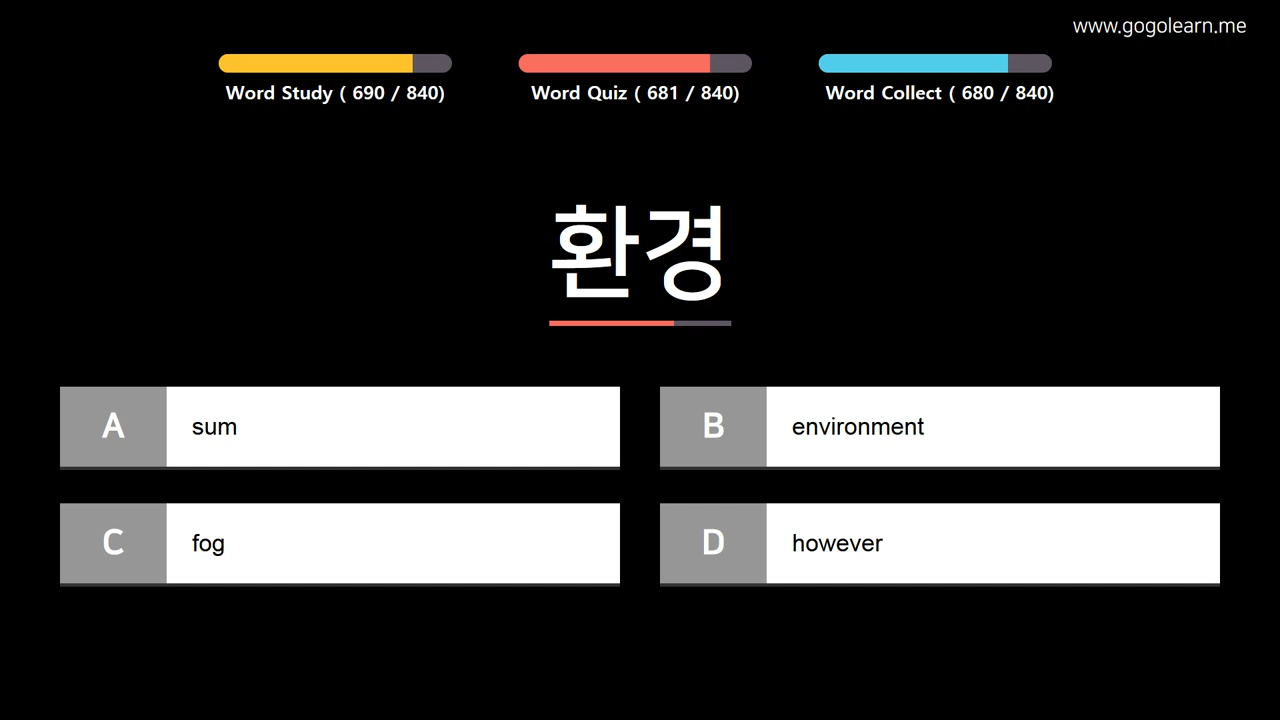 www.gogolearn.me
Word Study ( 690 / 840)
Word Quiz ( 681 / 840)
Word Collect ( 680 / 840)
환경
A sum
B environment
C fog
D however